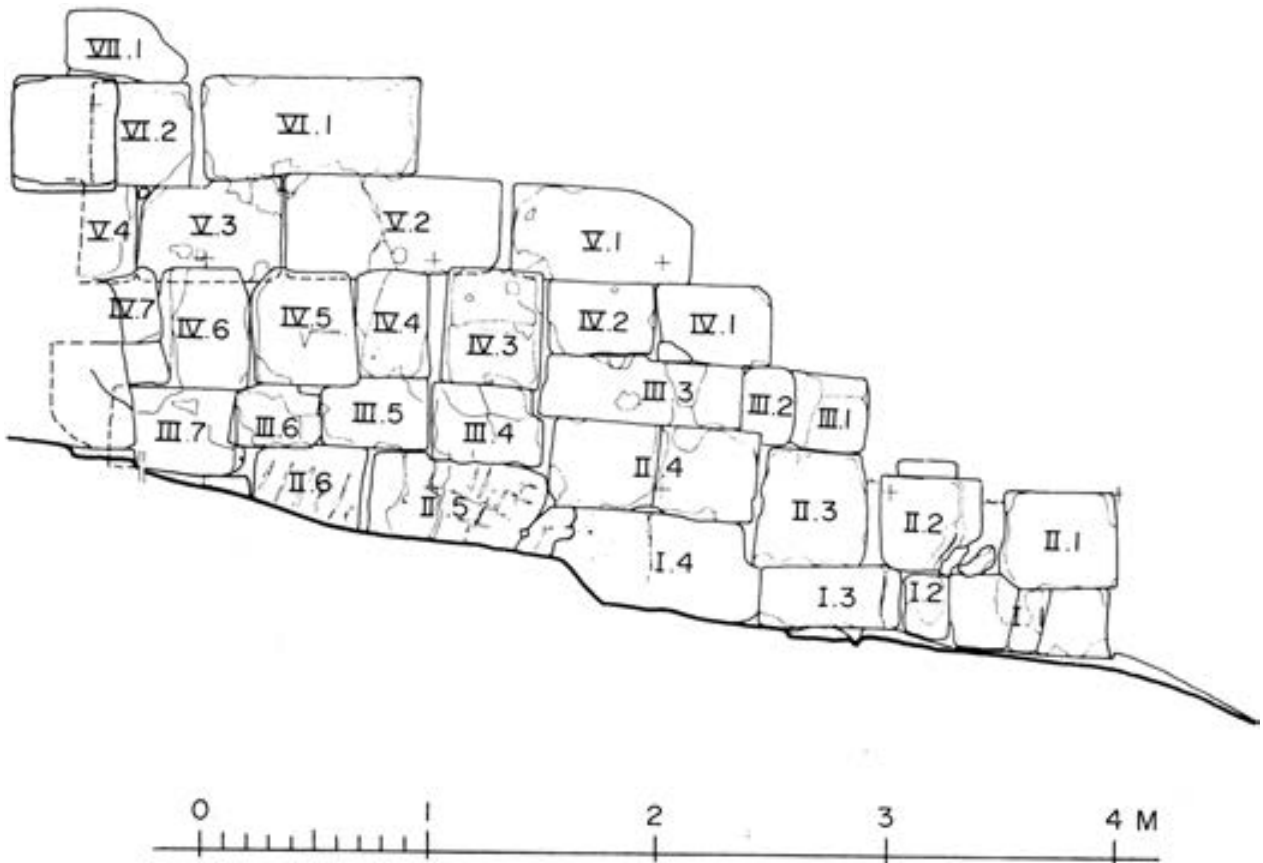 VII.1
VI.2 VI.1
V.4 V.3 V.2 V.1
IV.7 IV.6 IV.5 IV.4 IV.3 IV.2 IV.1
III.7 III.6 III.5 III.4 III.3 III.2 III.1
II.6 II.5 II.4 II.3 II.2 II.1
I.4 I.3 I.2 I.1
0 1 2 3 4 M